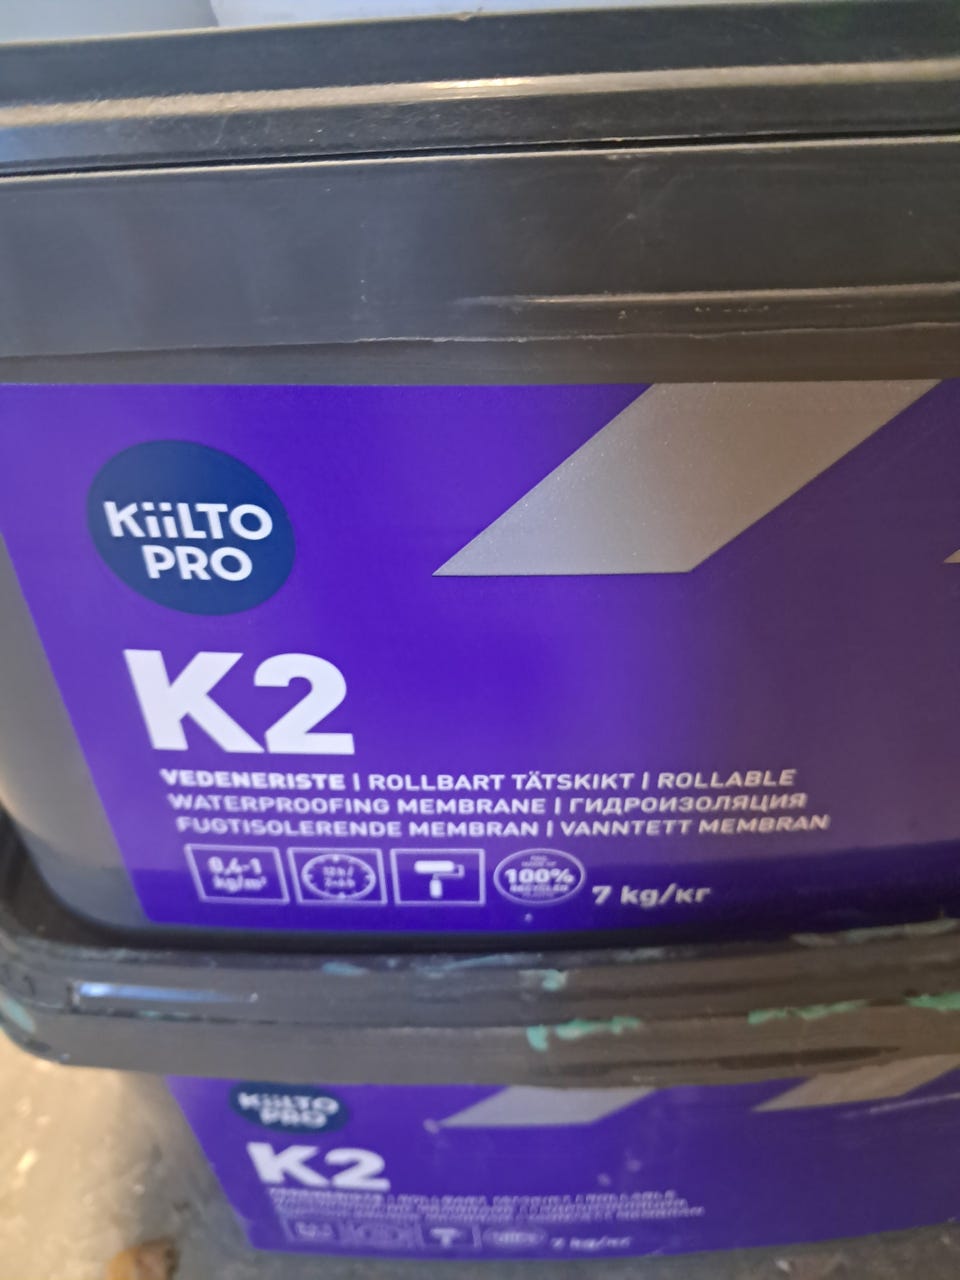 KiiLTO
PRO
K2
VEDENERISTE | ROLLBART TÄTSKIKT | ROLLABLE
WATERPROOFING MEMBRANE | ГИДРОИЗОЛЯЦИЯ
FUGTISOLERENDE MEMBRAN | VANNTETT MEMBRAN
0,4-1
kg/m²
100%
RECYCLED
7 kg/кг
KiiLTO
PRO
K2